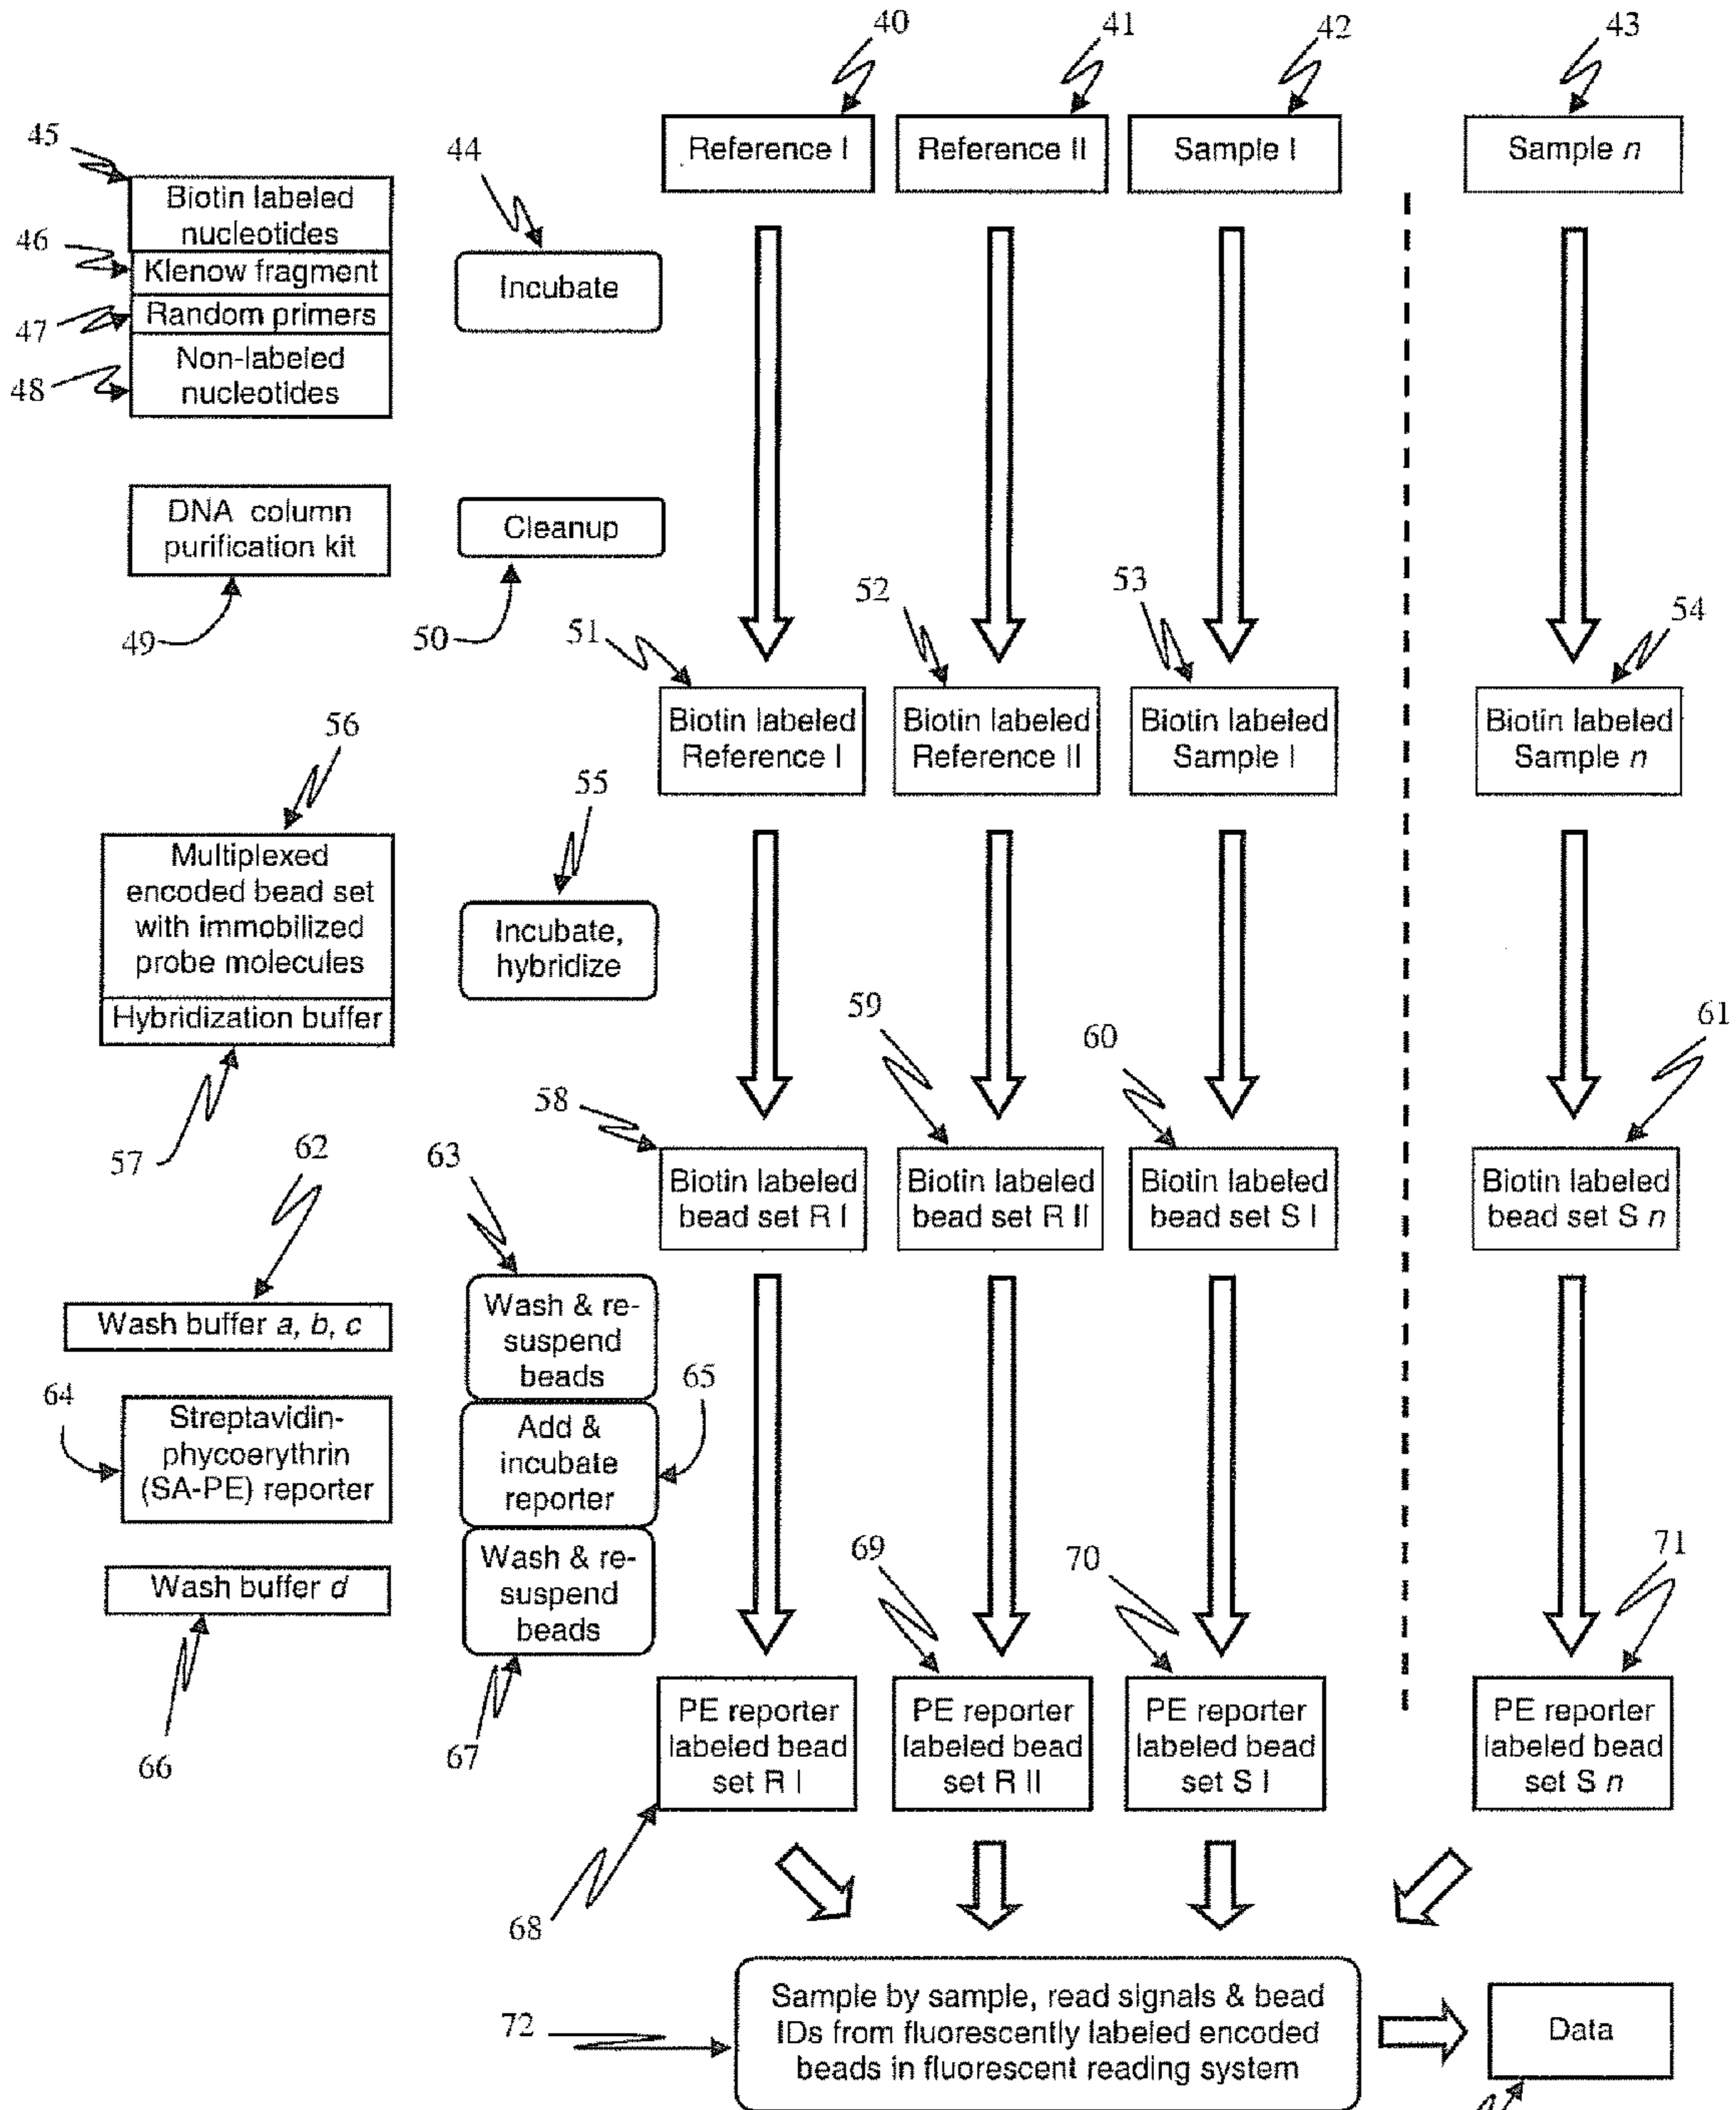 40
41
42
43
Reference I
Reference II
Sample I
Sample n
45
Biotin labeled
nucleotides
46
Klenow fragment
47
Random primers
48
Non-labeled
nucleotides
44
Incubate
DNA column
purification kit
49
Cleanup
50
51
52
53
54
Biotin labeled
Reference I
Biotin labeled
Reference II
Biotin labeled
Sample I
Biotin labeled
Sample n
56
Multiplexed
encoded bead set
with immobilized
probe molecules
Hybridization buffer
57
55
Incubate,
hybridize
58
59
60
61
Biotin labeled
bead set R I
Biotin labeled
bead set R II
Biotin labeled
bead set S I
Biotin labeled
bead set S n
62
Wash buffer a, b, c
63
Wash & re-
suspend
beads
64
Streptavidin-
phycoerythrin
(SA-PE) reporter
65
Add &
incubate
reporter
Wash buffer d
66
Wash & re-
suspend
beads
67
68
69
70
71
PE reporter
labeled bead
set R I
PE reporter
labeled bead
set R II
PE reporter
labeled bead
set S I
PE reporter
labeled bead
set S n
72
Sample by sample, read signals & bead
IDs from fluorescently labeled encoded
beads in fluorescent reading system
Data